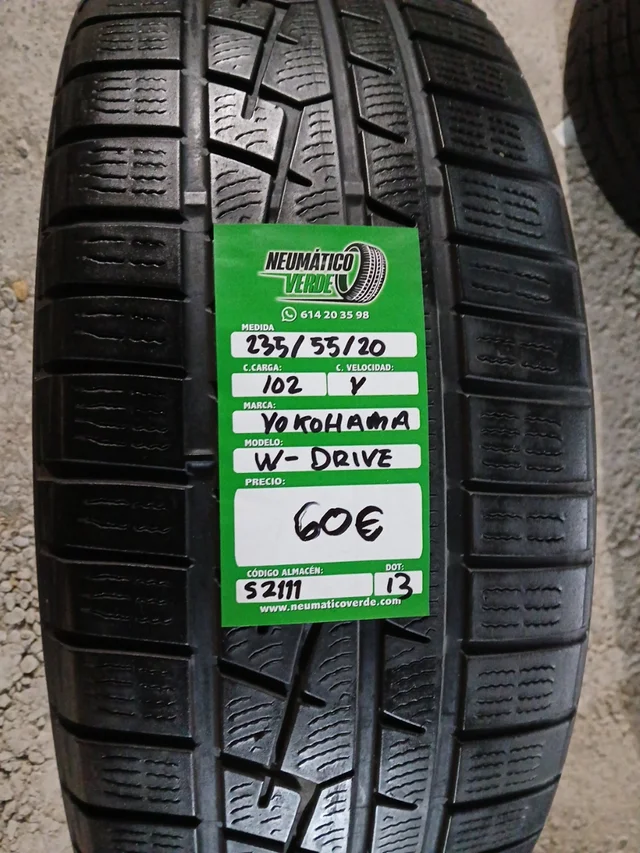 NEUMÁTICO
VERDE
614 20 35 98
MEDIDA
235/55/20
C.CARGA: C. VELOCIDAD:
102 V
MARCA:
YOKOHAMA
MODELO:
W-DRIVE
PRECIO:
60€
CÓDIGO ALMACÉN: DOT:
S2111 13
www.neumaticoverde.com